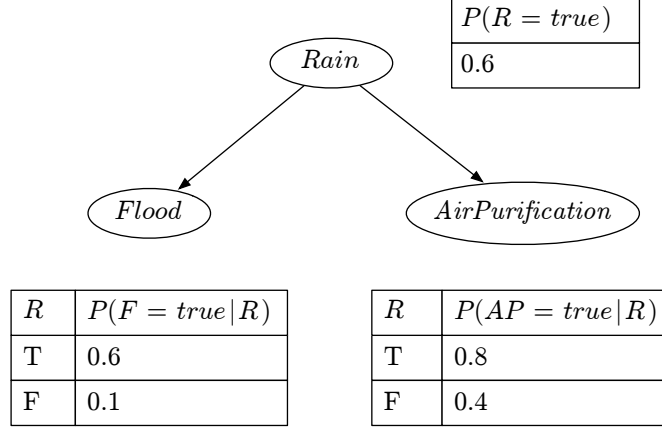 P(R = true)
0.6
Rain
Flood
AirPurification
R P(F = true|R)
T 0.6
F 0.1
R P(AP = true|R)
T 0.8
F 0.4